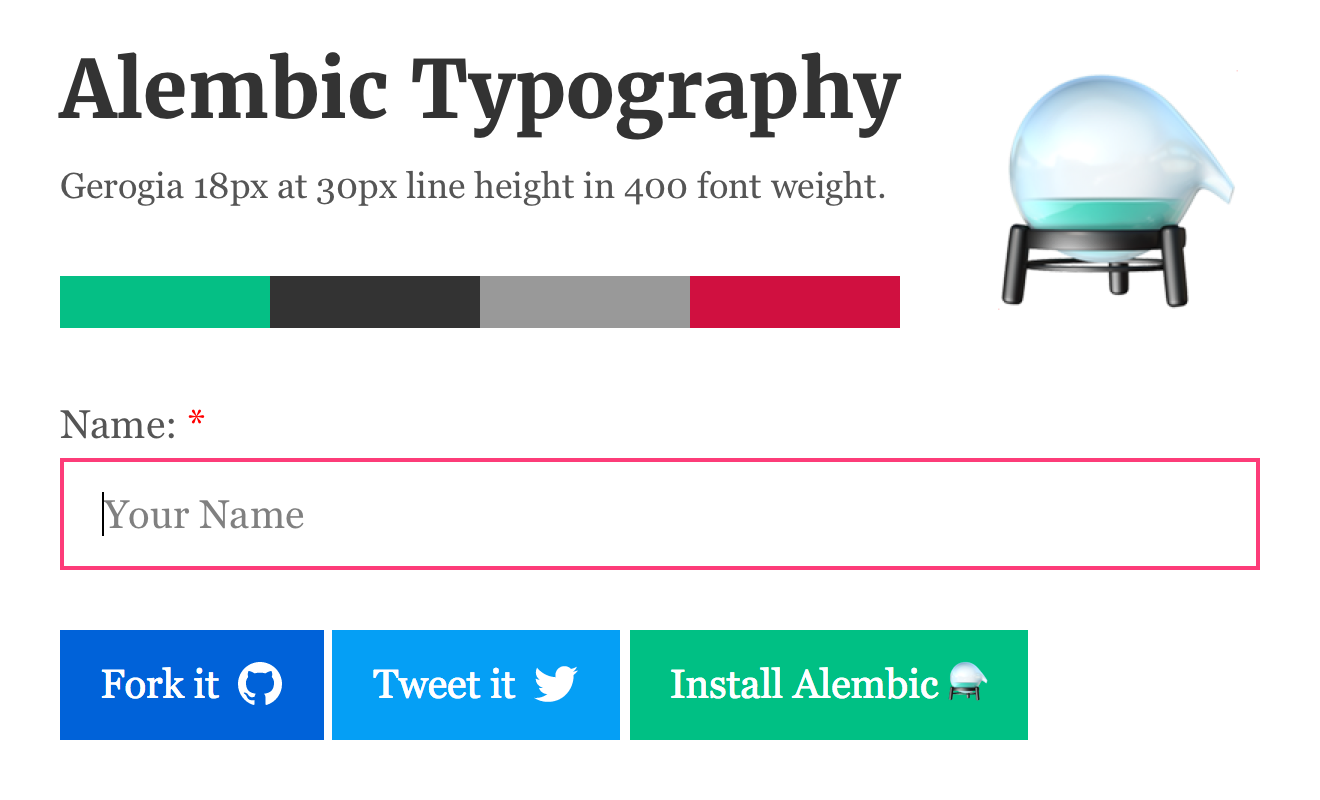 Alembic Typography
Gerogia 18px at 30px line height in 400 font weight.
Name: *
Your Name
Fork it
Tweet it
Install Alembic